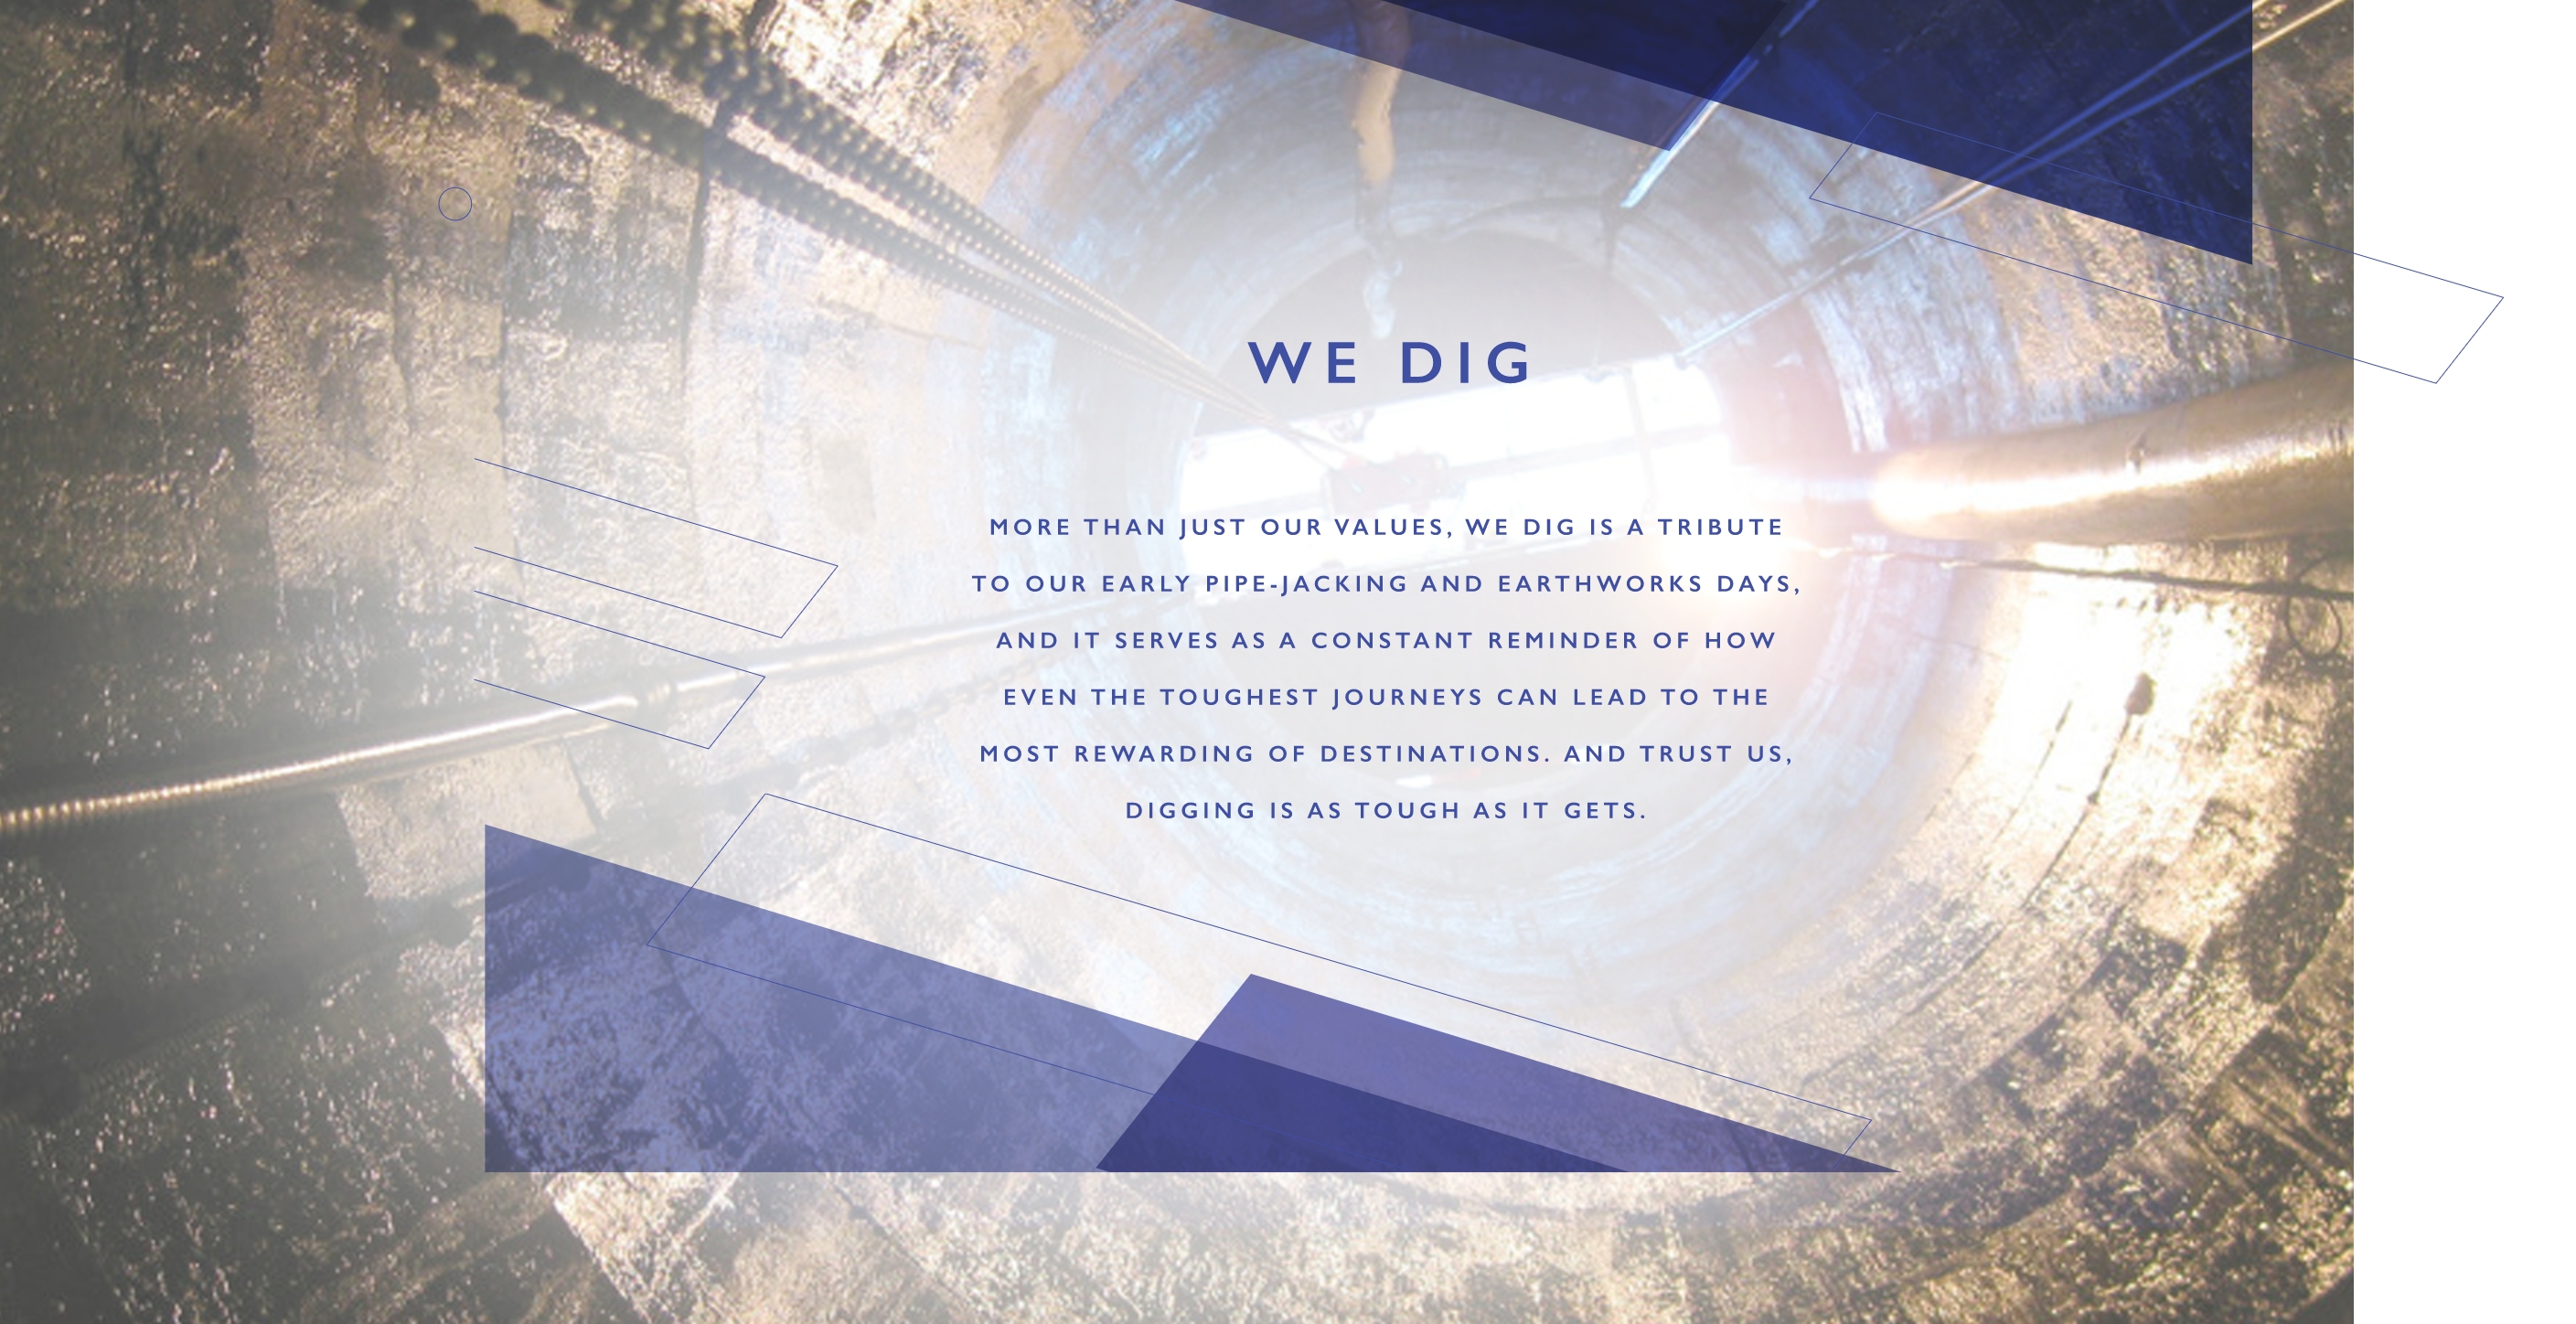 WE DIG
MORE THAN JUST OUR VALUES, WE DIG IS A TRIBUTE
TO OUR EARLY PIPE-JACKING AND EARTHWORKS DAYS,
AND IT SERVES AS A CONSTANT REMINDER OF HOW
EVEN THE TOUGHEST JOURNEYS CAN LEAD TO THE
MOST REWARDING OF DESTINATIONS. AND TRUST US,
DIGGING IS AS TOUGH AS IT GETS.